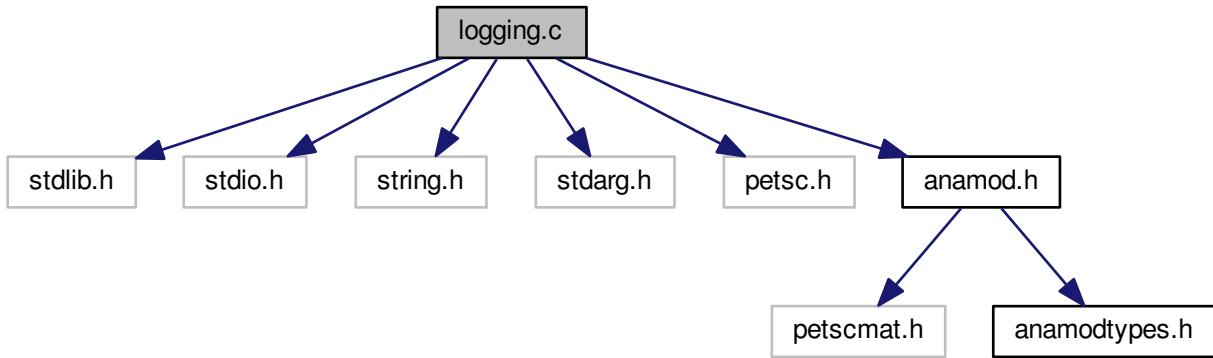 logging.c
stdlib.h
stdio.h
string.h
stdarg.h
petsc.h
anamod.h
petscmat.h
anamodtypes.h